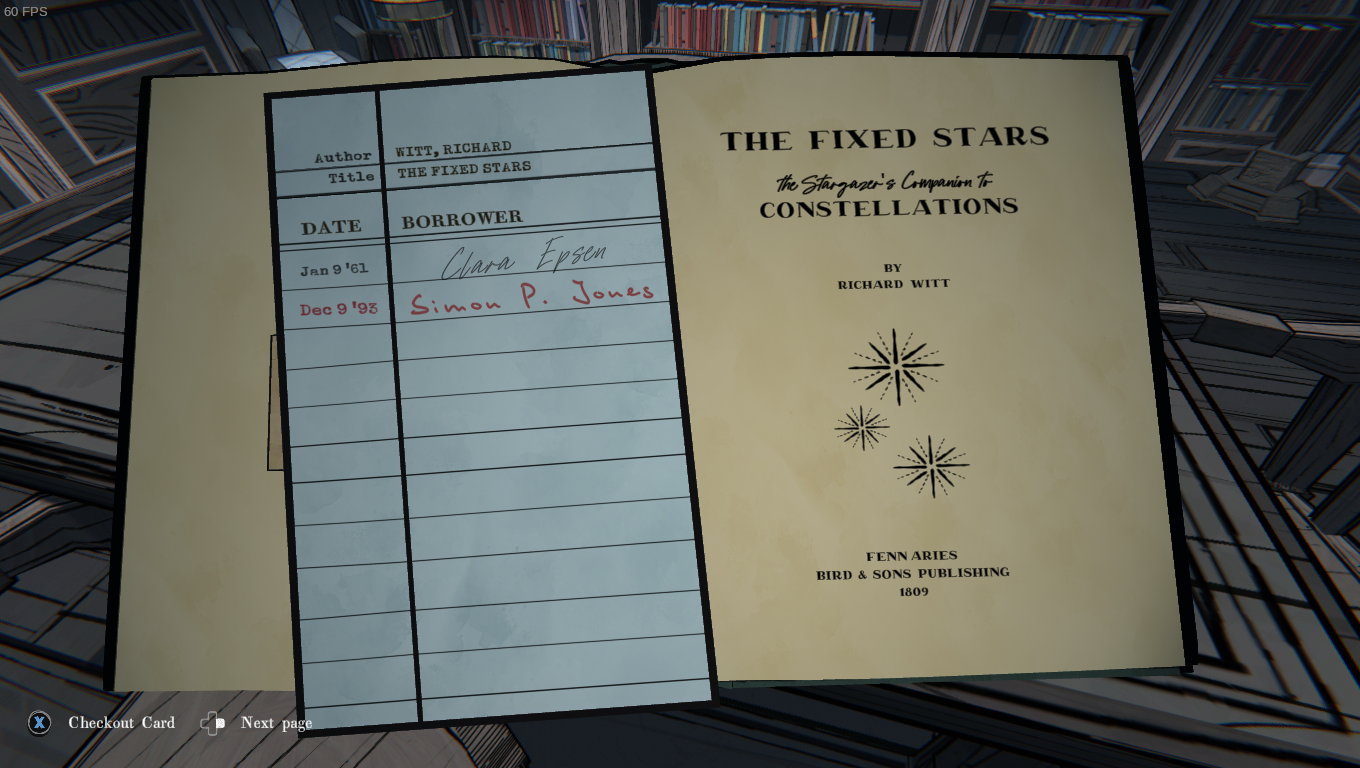 60 FPS
Author WITT, RICHARD
Title THE FIXED STARS
DATE BORROWER
Jan 9 '61 Clara Epsen
Dec 9 '93 Simon P. Jones
THE FIXED STARS
the Stargazer's Companion to
CONSTELLATIONS
BY
RICHARD WITT
FENN ARIES
BIRD & SONS PUBLISHING
1809
X Checkout Card Next page